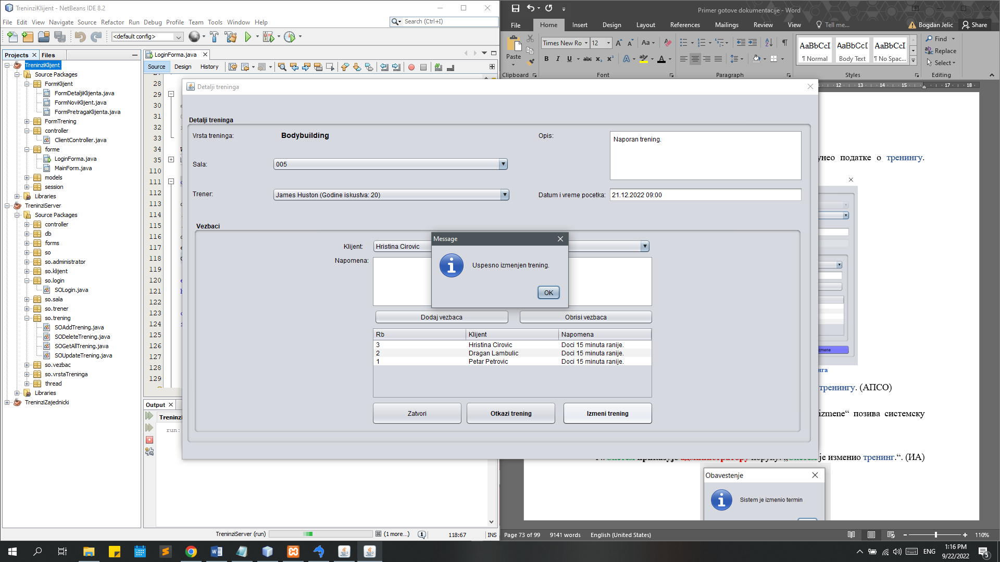 TreninziKlijent - NetBeans IDE 8.2
File Edit View Navigate Source Refactor Run Debug Profile Team Tools Window Help
Search (Ctrl+I)
<default config>
Projects
Files
TreninziKlijent
Source Packages
FormKlijent
FormDetaljiKlijenta.java
FormNoviKlijent.java
FormPretragaKlijenta.java
FormTrening
controller
ClientController.java
forme
LoginForma.java
MainForm.java
models
session
Libraries
TreninziServer
Source Packages
controller
db
forms
so
so.administrator
so.klijent
so.login
SOLogin.java
so.sala
so.trener
so.trening
SOAddTrening.java
SODeleteTrening.java
SOGetAllTrening.java
SOUpdateTrening.java
so.vezbac
so.vrstaTreninga
thread
Libraries
TreninziZajednicki
LoginForma.java
Source Design History
28
29
30
31
32
33
34
35
110
111
112
113
114
115
116
117
118
119
120
121
122
123
124
125
126
127
128
129
Output
run:
TreninziServer (run)
(1 more...)
1
118:67
INS
Detalji treninga
Detalji treninga
Vrsta treninga: Bodybuilding
Opis: Naporan trening.
Sala: 005
Trener: James Huston (Godine iskustva: 20)
Datum i vreme pocetka: 21.12.2022 09:00
Vezbaci
Klijent: Hristina Cirovic
Napomena:
Message
Uspesno izmenjen trening.
OK
Dodaj vezbaca
Obrisi vezbaca
Rb Klijent Napomena
3 Hristina Cirovic Doci 15 minuta ranije.
2 Dragan Lambulic Doci 15 minuta ranije.
1 Petar Petrovic Doci 15 minuta ranije.
Zatvori
Otkazi trening
Izmeni trening
Primer gotove dokumentacije - Word
File Home Insert Design Layout References Mailings Review View Tell me...
Bogdan Jelic
Share
Paste
Clipboard
Times New Ro
12
Font
Paragraph
AaBbCcI
¶ Normal
AaBbCcI
Body Text
AaBbCcI
¶ No Spac...
Styles
Find
Replace
Select
Editing
12 13 14 15 16 17 18
податке о тренингу.
тренингу. (АПСО)
izmene“ позива системску
је изменио тренинг.“. (ИА)
Obavestenje
Sistem je izmenio termin
Page 73 of 99 9141 words English (United States)
110%
ENG
1:16 PM
9/22/2022
5